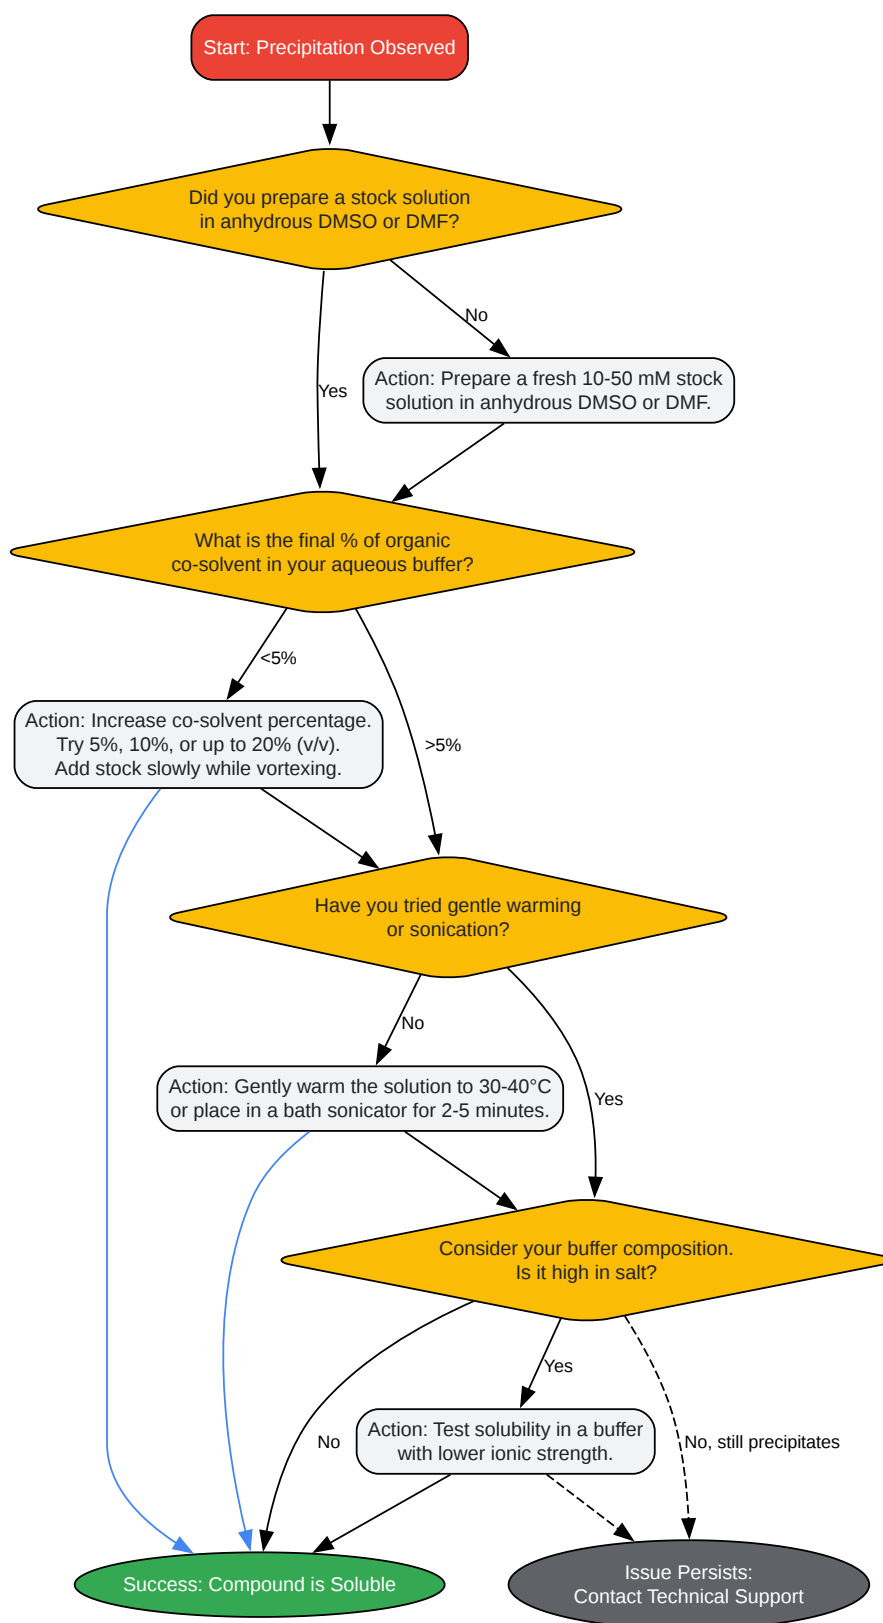 Start: Precipitation Observed
Did you prepare a stock solution
in anhydrous DMSO or DMF?
No
Yes
Action: Prepare a fresh 10-50 mM stock
solution in anhydrous DMSO or DMF.
What is the final % of organic
co-solvent in your aqueous buffer?
<5%
Action: Increase co-solvent percentage.
Try 5%, 10%, or up to 20% (v/v).
Add stock slowly while vortexing.
>5%
Have you tried gentle warming
or sonication?
No
Action: Gently warm the solution to 30-40°C
or place in a bath sonicator for 2-5 minutes.
Yes
Consider your buffer composition.
Is it high in salt?
Yes
No
Action: Test solubility in a buffer
with lower ionic strength.
No, still precipitates
Success: Compound is Soluble
Issue Persists:
Contact Technical Support